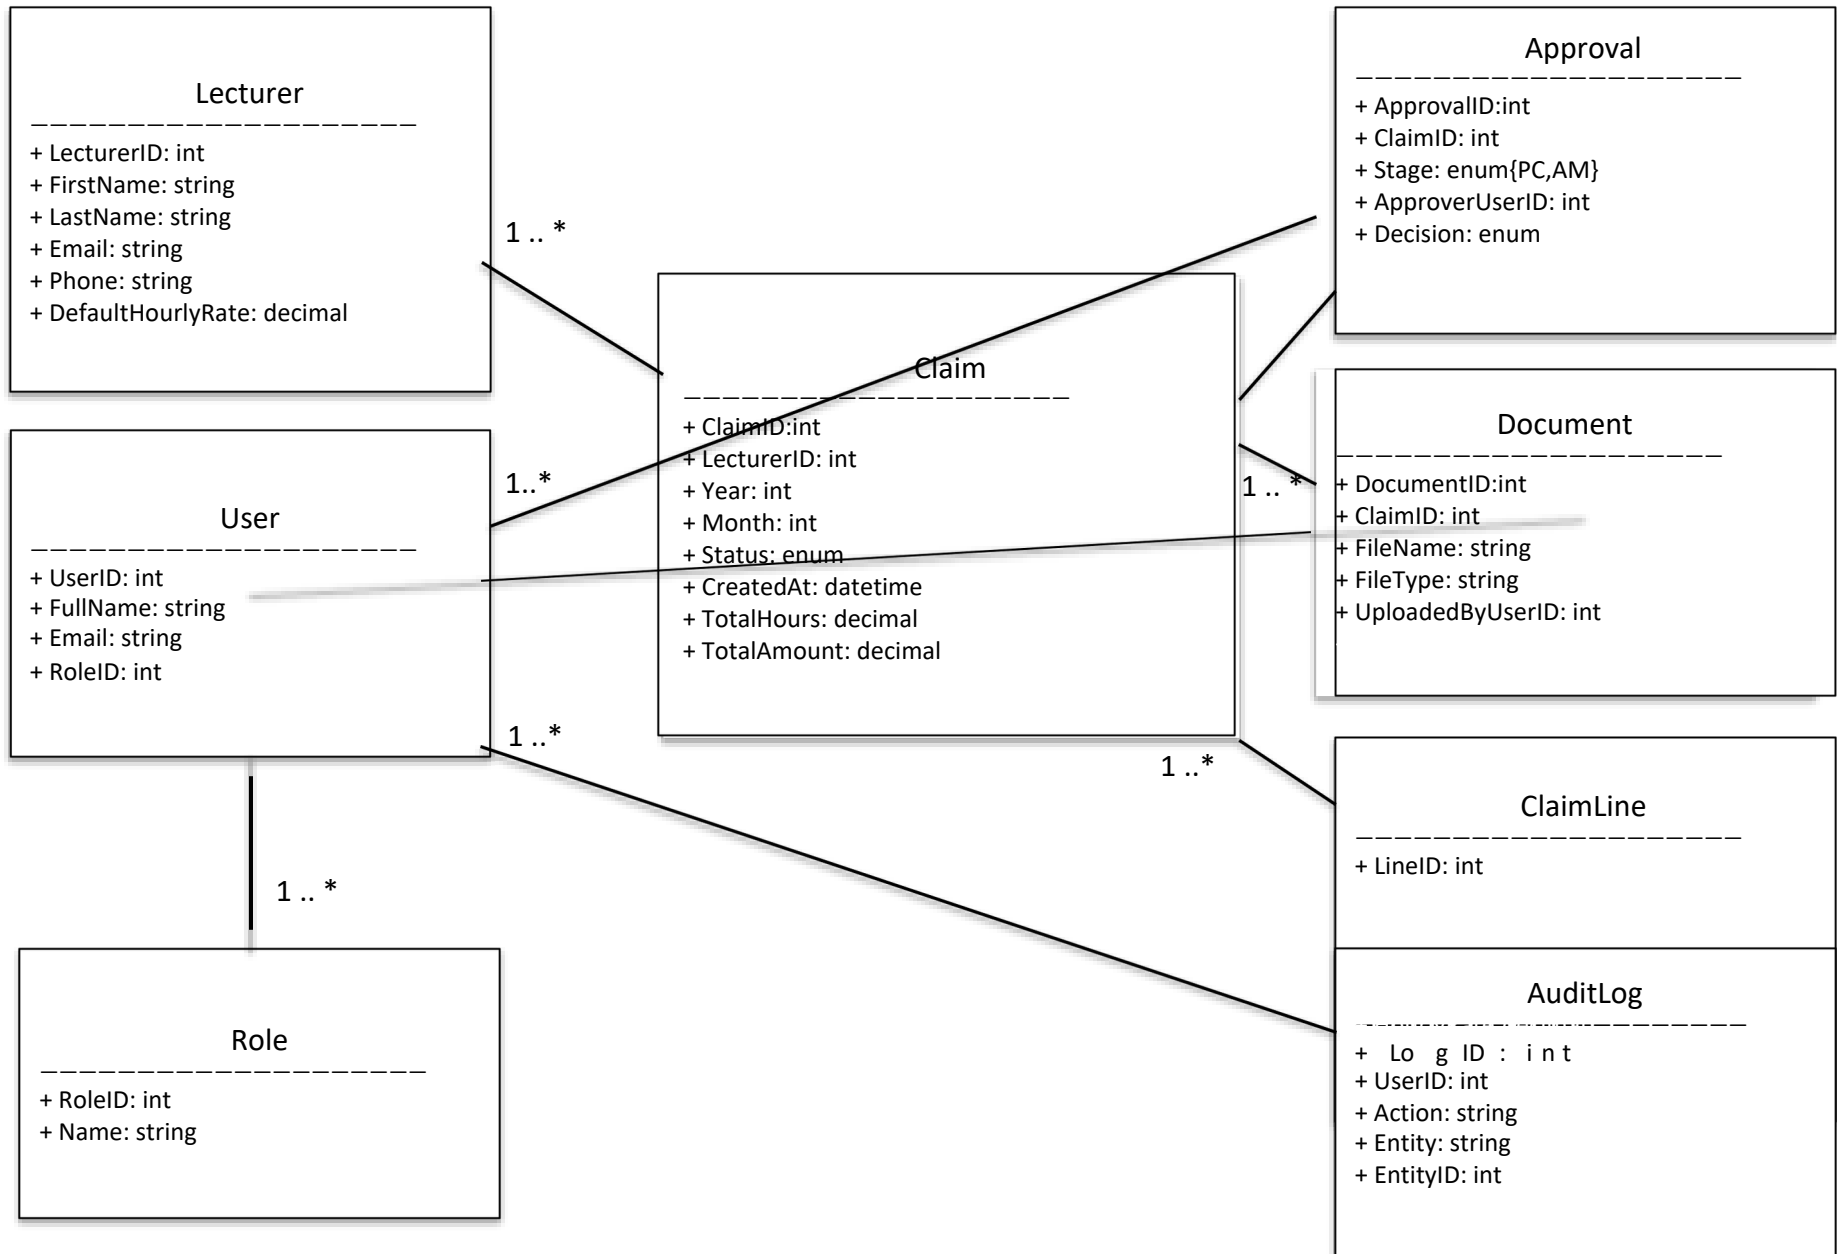 Lecturer
+ LecturerID: int
+ FirstName: string
+ LastName: string
+ Email: string
+ Phone: string
+ DefaultHourlyRate: decimal
1 .. *
User
+ UserID: int
+ FullName: string
+ Email: string
+ RoleID: int
1..*
1 ..*
1 .. *
Role
+ RoleID: int
+ Name: string
Claim
+ ClaimID:int
+ LecturerID: int
+ Year: int
+ Month: int
+ Status: enum
+ CreatedAt: datetime
+ TotalHours: decimal
+ TotalAmount: decimal
1 .. *
1 ..*
Approval
+ ApprovalID:int
+ ClaimID: int
+ Stage: enum{PC,AM}
+ ApproverUserID: int
+ Decision: enum
Document
+ DocumentID:int
+ ClaimID: int
+ FileName: string
+ FileType: string
+ UploadedByUserID: int
ClaimLine
+ LineID: int
AuditLog
+ LogID : int
+ UserID: int
+ Action: string
+ Entity: string
+ EntityID: int